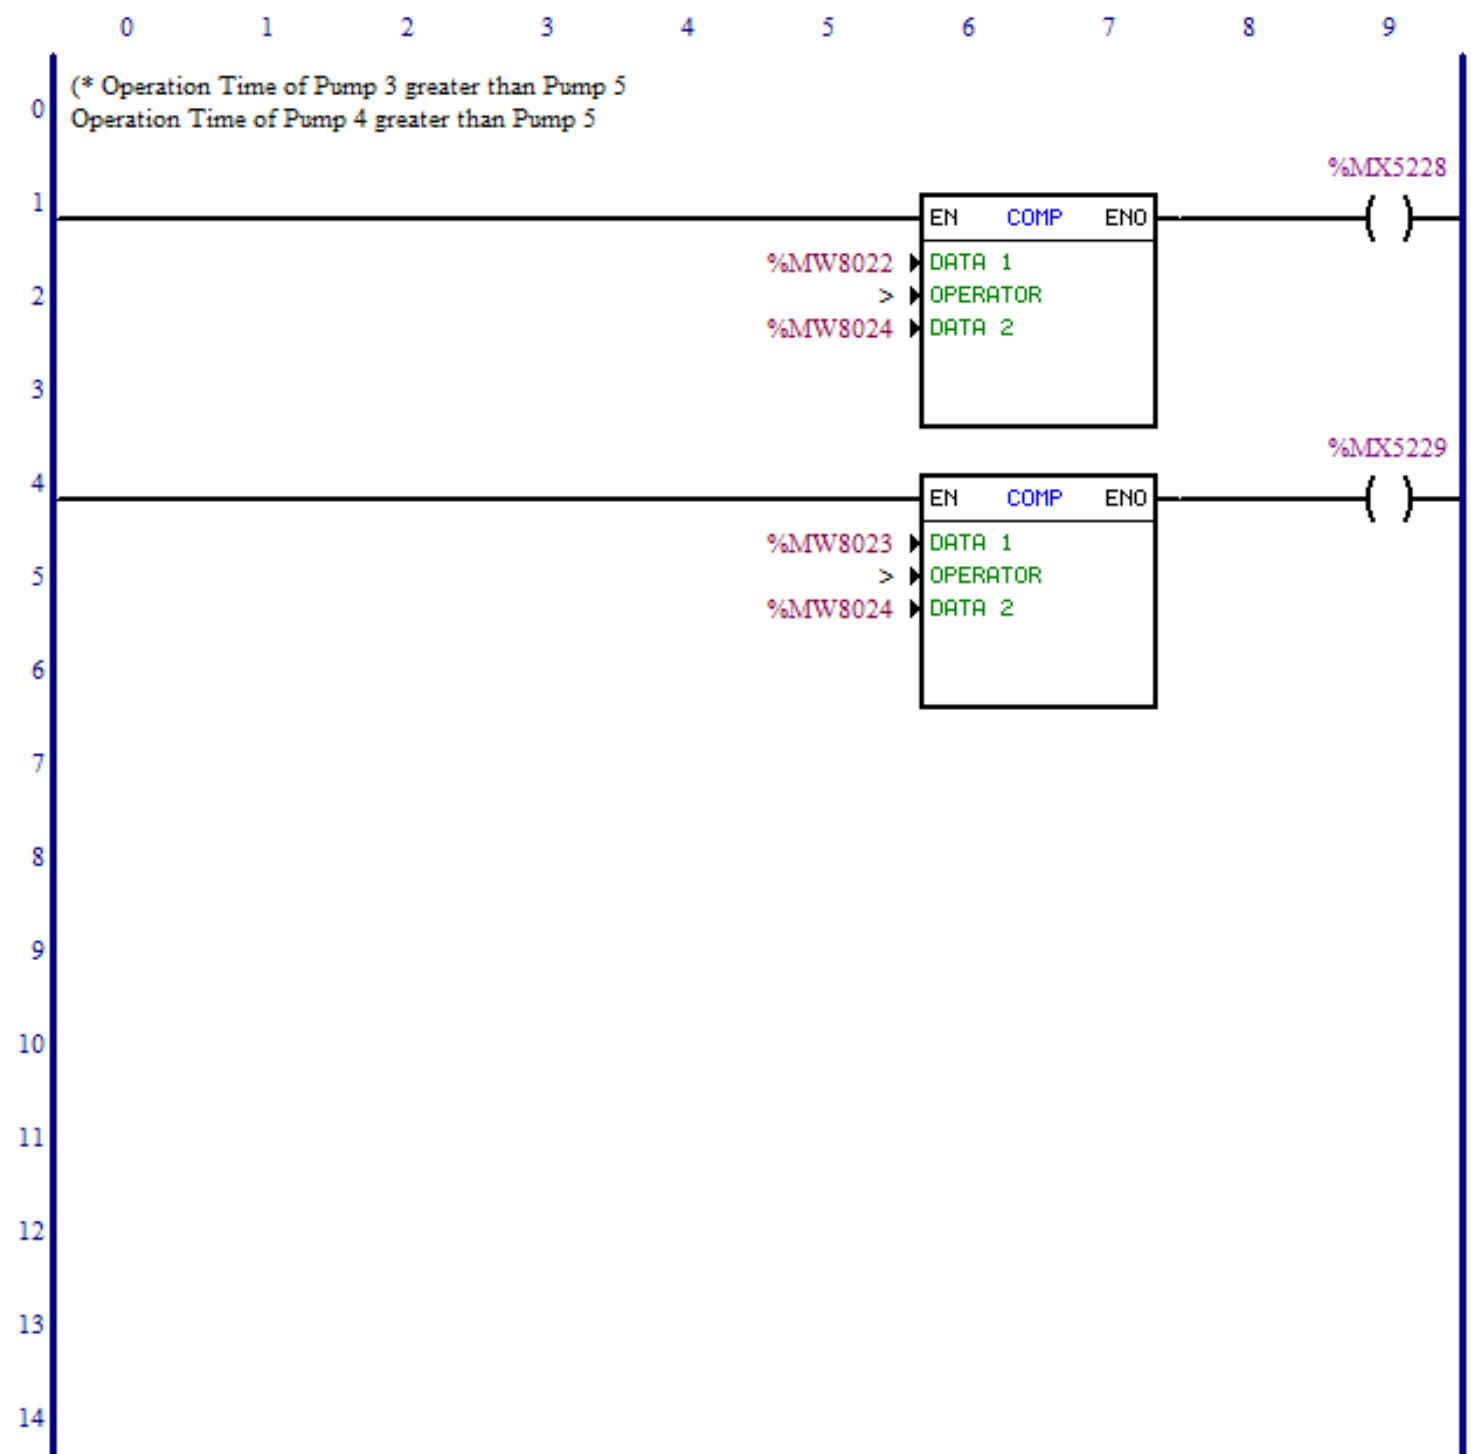 0 1 2 3 4 5 6 7 8 9
0
(* Operation Time of Pump 3 greater than Pump 5
Operation Time of Pump 4 greater than Pump 5
%MX5228
1
EN COMP ENO
( )
%MW8022 DATA 1
2
> OPERATOR
%MW8024 DATA 2
3
%MX5229
4
EN COMP ENO
( )
%MW8023 DATA 1
5
> OPERATOR
%MW8024 DATA 2
6
7
8
9
10
11
12
13
14